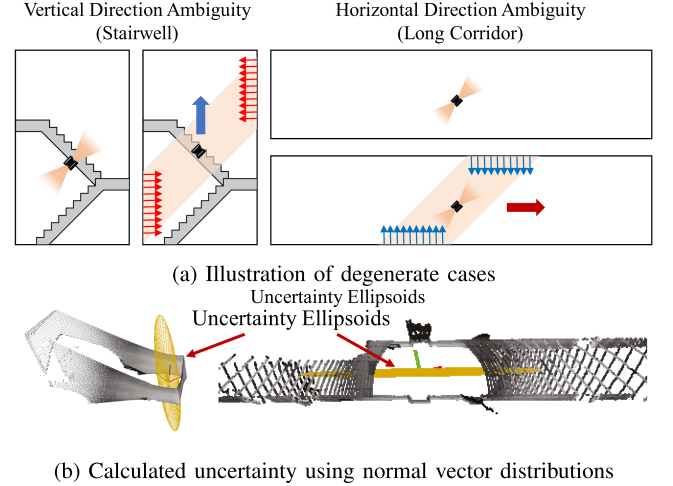 Vertical Direction Ambiguity
(Stairwell)
Horizontal Direction Ambiguity
(Long Corridor)
(a) Illustration of degenerate cases
Uncertainty Ellipsoids
Uncertainty Ellipsoids
(b) Calculated uncertainty using normal vector distributions